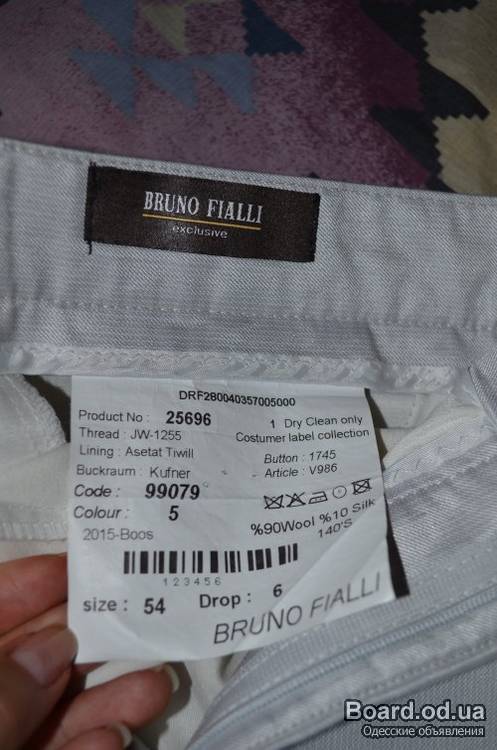 BRUNO FIALLI
exclusive
DRF280040357005000
Product No : 25696
1 Dry Clean only
Thread : JW-1255
Costumer label collection
Lining : Asetat Tiwill
Button : 1745
Buckraum : Kufner
Article : V986
Code : 99079
Colour : 5
%90Wool %10 Silk
2015-Boos
140'S
123456
size : 54 Drop : 6
BRUNO FIALLI
Board.od.ua
Одесские объявления